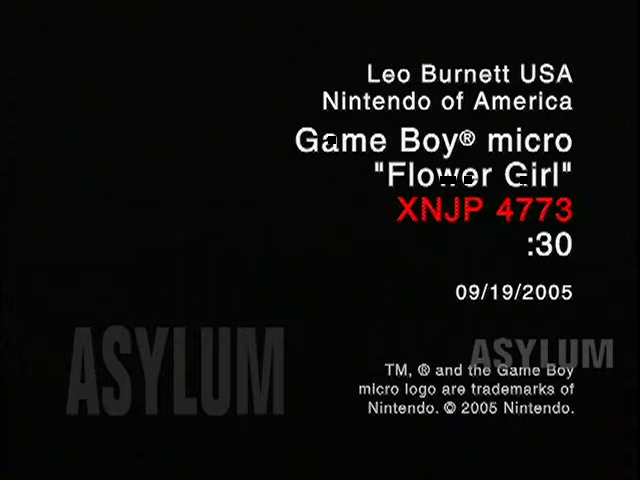 Leo Burnett USA
Nintendo of America
Game Boy® micro
"Flower Girl"
XNJP 4773
:30
09/19/2005
ASYLUM
ASYLUM
TM, ® and the Game Boy
micro logo are trademarks of
Nintendo. © 2005 Nintendo.